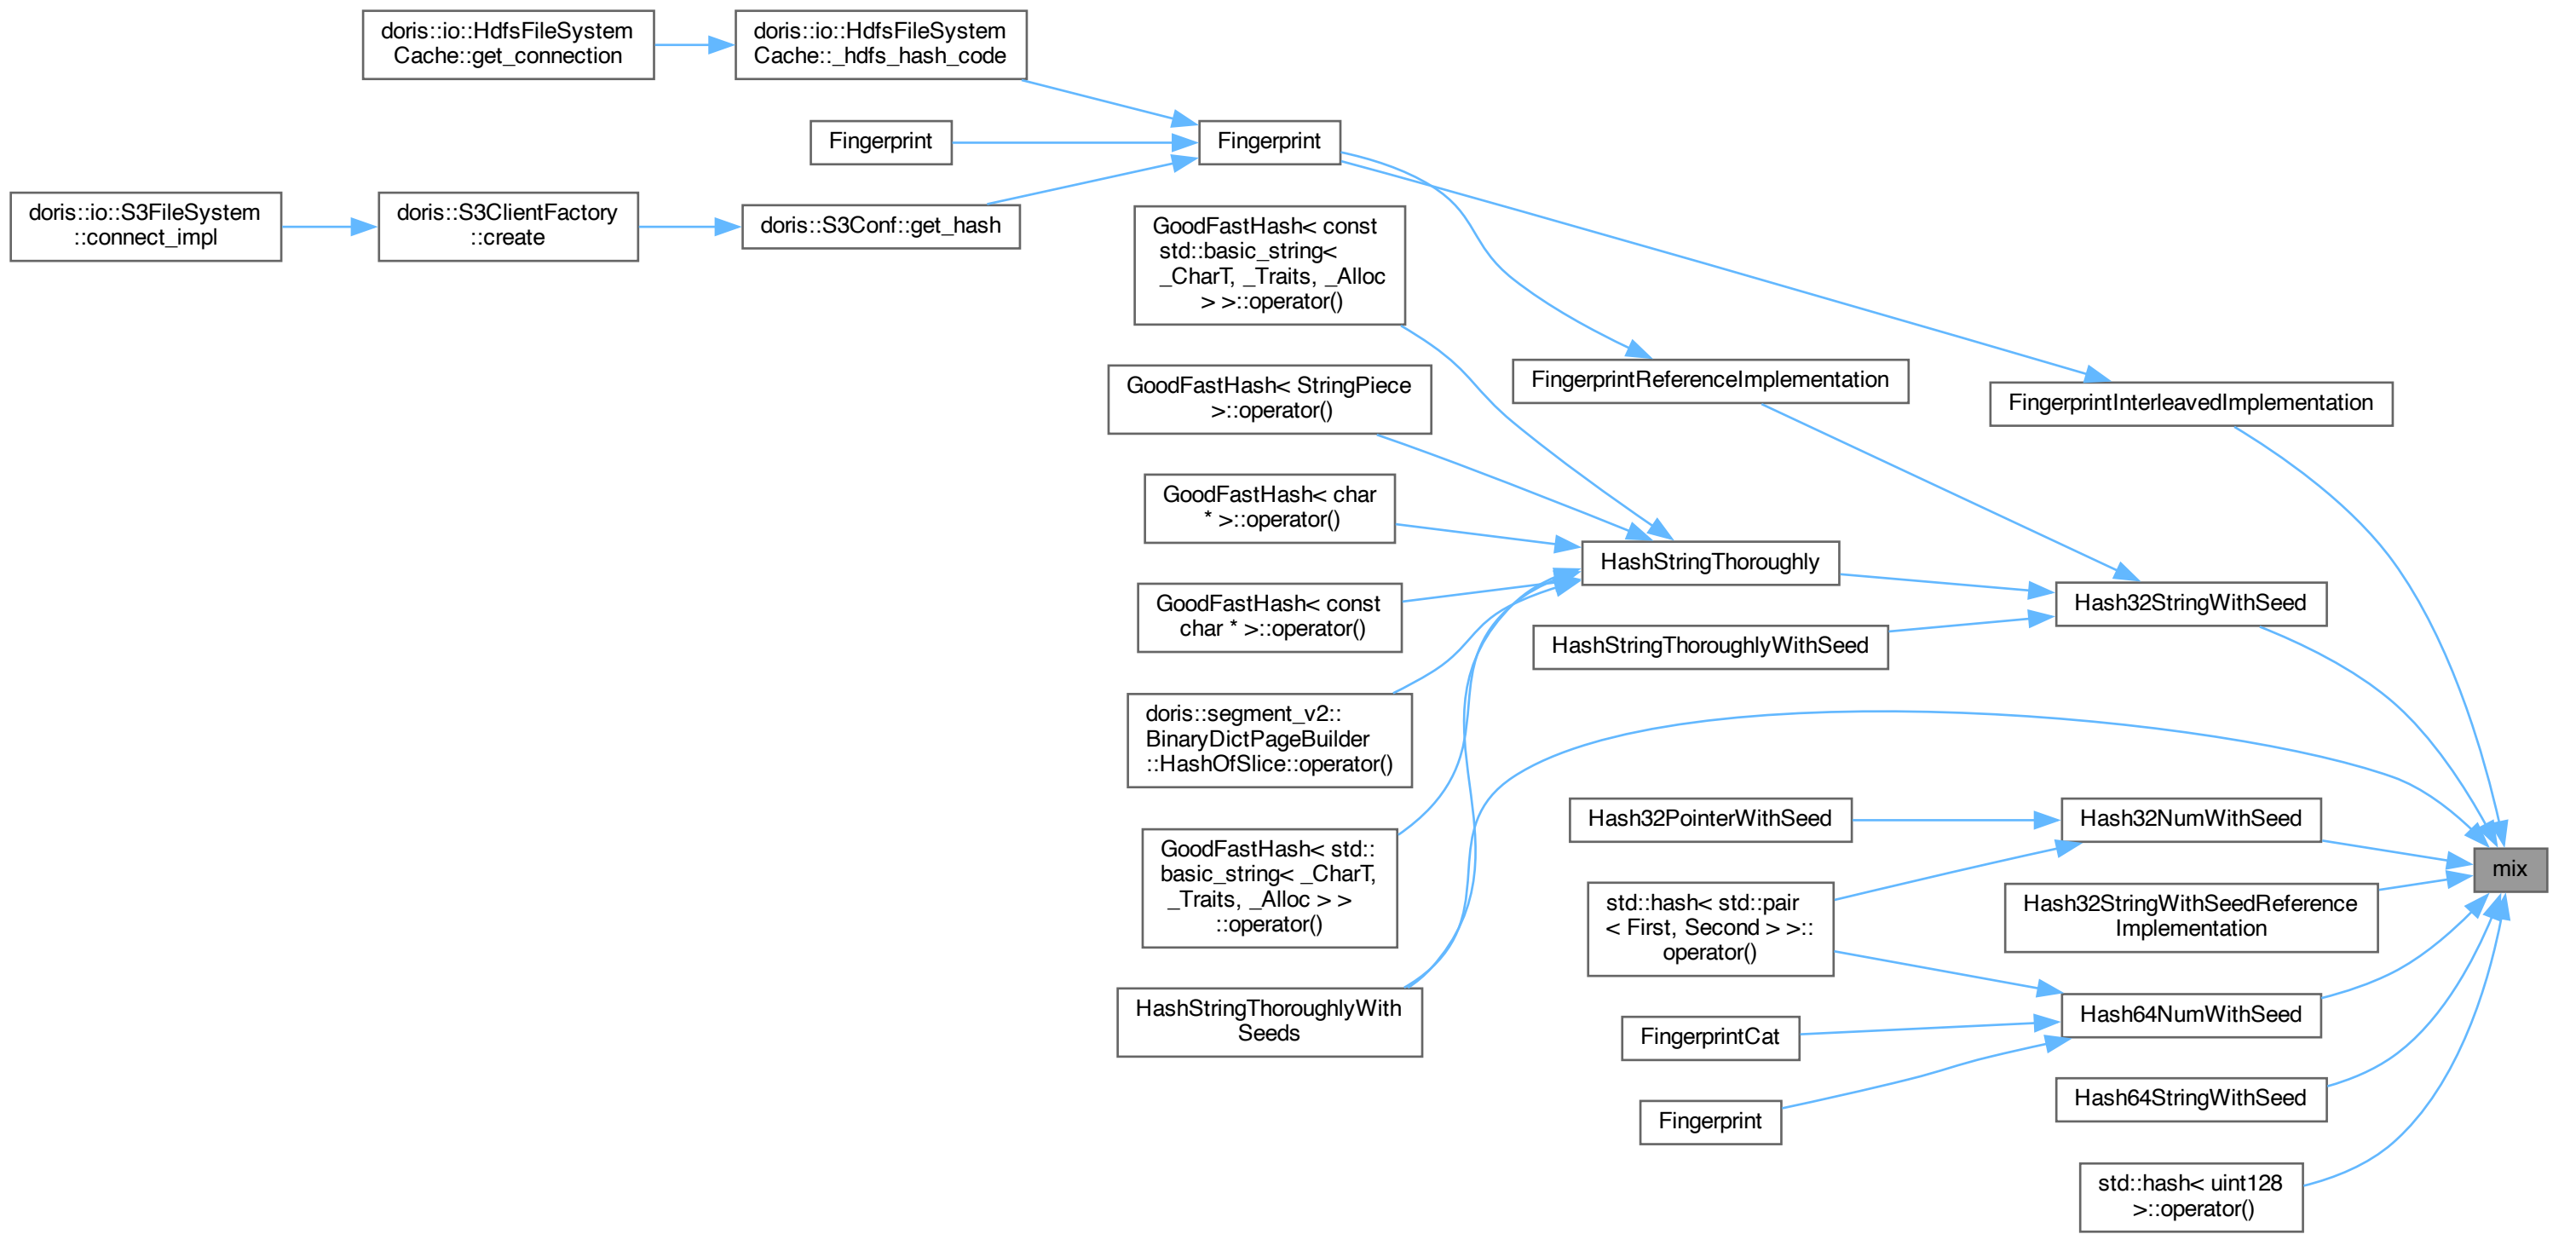 doris::io::HdfsFileSystem
Cache::get_connection
doris::io::HdfsFileSystem
Cache::_hdfs_hash_code
Fingerprint
Fingerprint
doris::io::S3FileSystem
::connect_impl
doris::S3ClientFactory
::create
doris::S3Conf::get_hash
GoodFastHash< const
std::basic_string<
_CharT, _Traits, _Alloc
> >::operator()
GoodFastHash< StringPiece
>::operator()
FingerprintReferenceImplementation
FingerprintInterleavedImplementation
GoodFastHash< char
* >::operator()
HashStringThoroughly
GoodFastHash< const
char * >::operator()
Hash32StringWithSeed
HashStringThoroughlyWithSeed
doris::segment_v2::
BinaryDictPageBuilder
::HashOfSlice::operator()
Hash32PointerWithSeed
Hash32NumWithSeed
GoodFastHash< std::
basic_string< _CharT,
_Traits, _Alloc > >
::operator()
mix
std::hash< std::pair
< First, Second > >::
operator()
Hash32StringWithSeedReference
Implementation
HashStringThoroughlyWith
Seeds
Hash64NumWithSeed
FingerprintCat
Hash64StringWithSeed
Fingerprint
std::hash< uint128
>::operator()